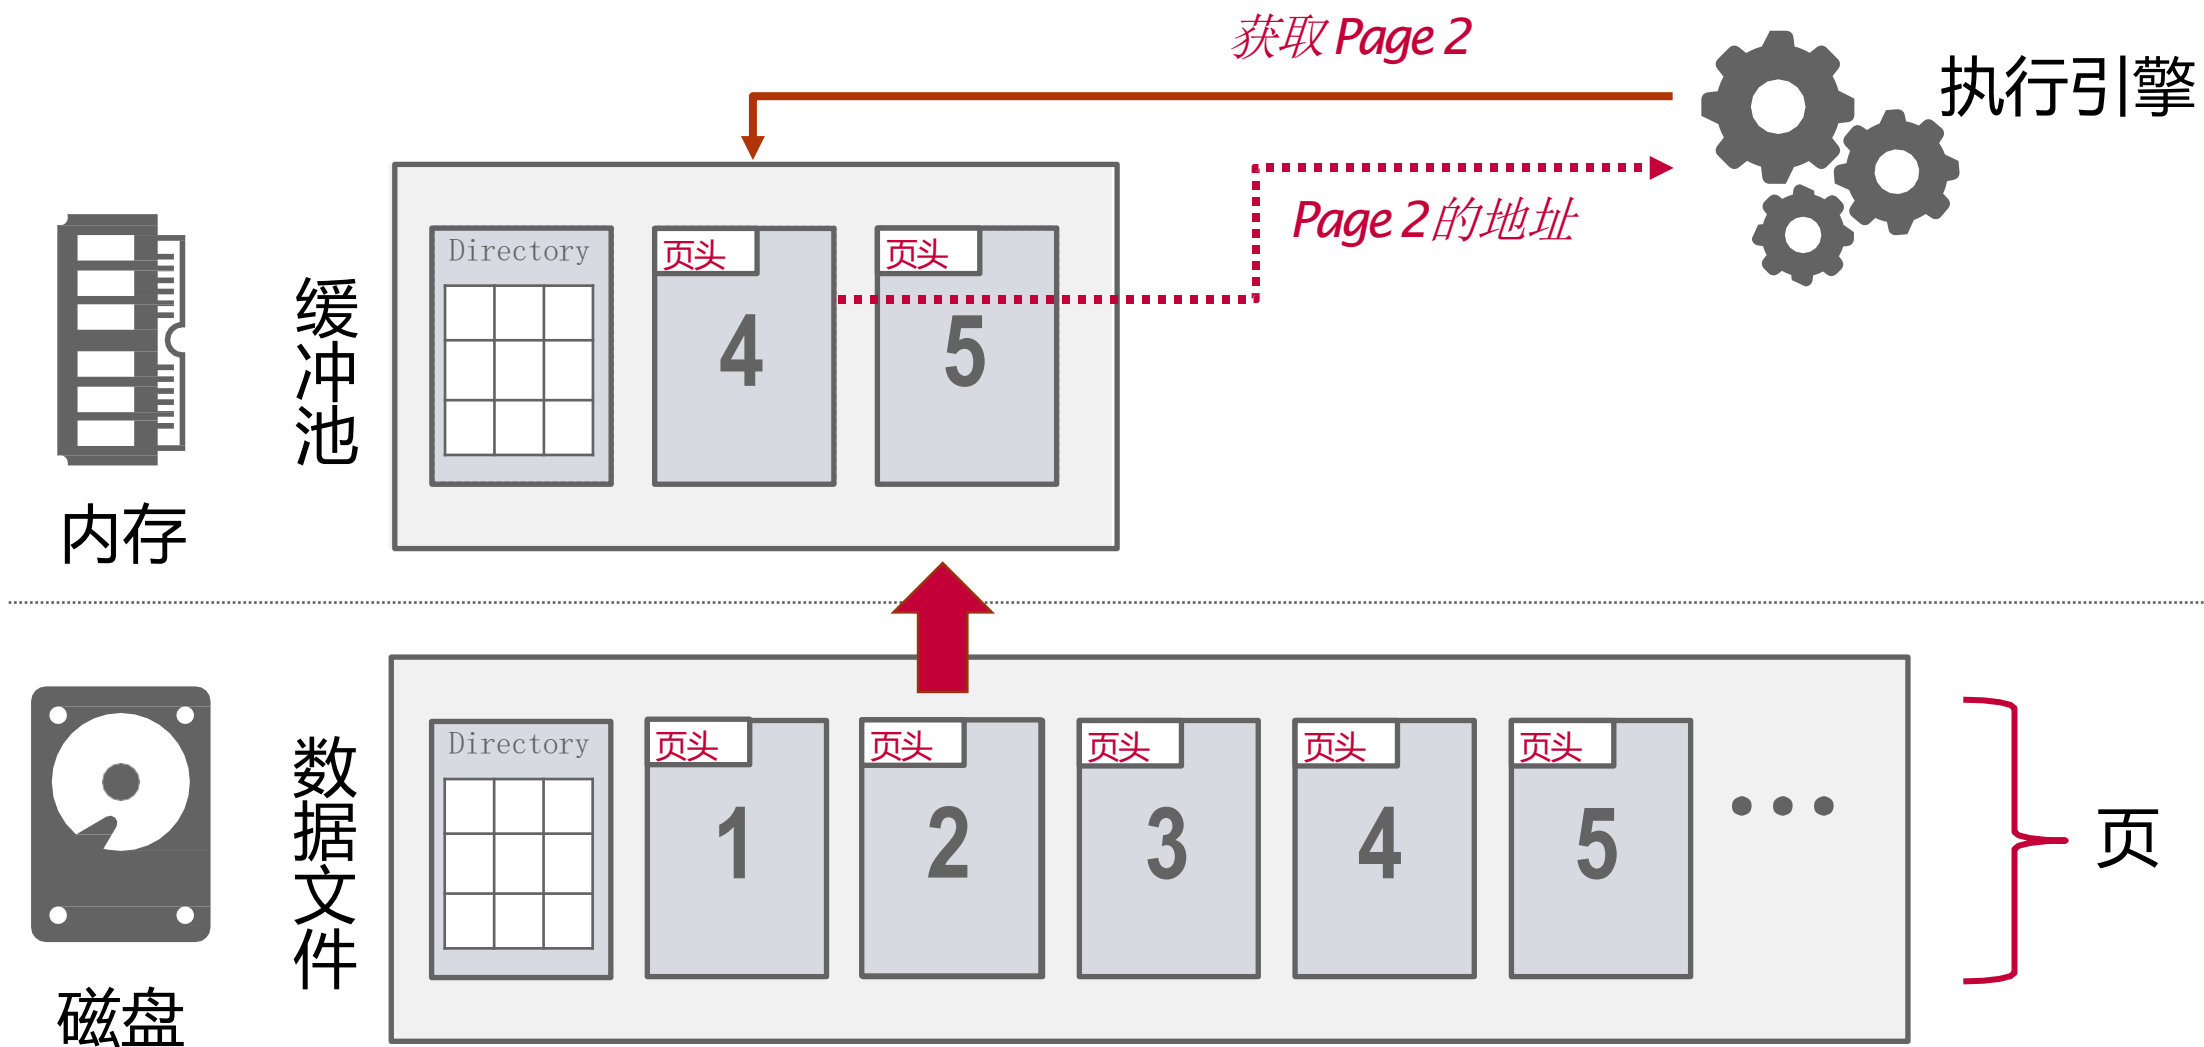 获取 Page 2
执行引擎
Page 2的地址
内存
缓冲池
Directory
页头
4
页头
5
磁盘
数据文件
Directory
页头
1
页头
2
页头
3
页头
4
页头
5
页